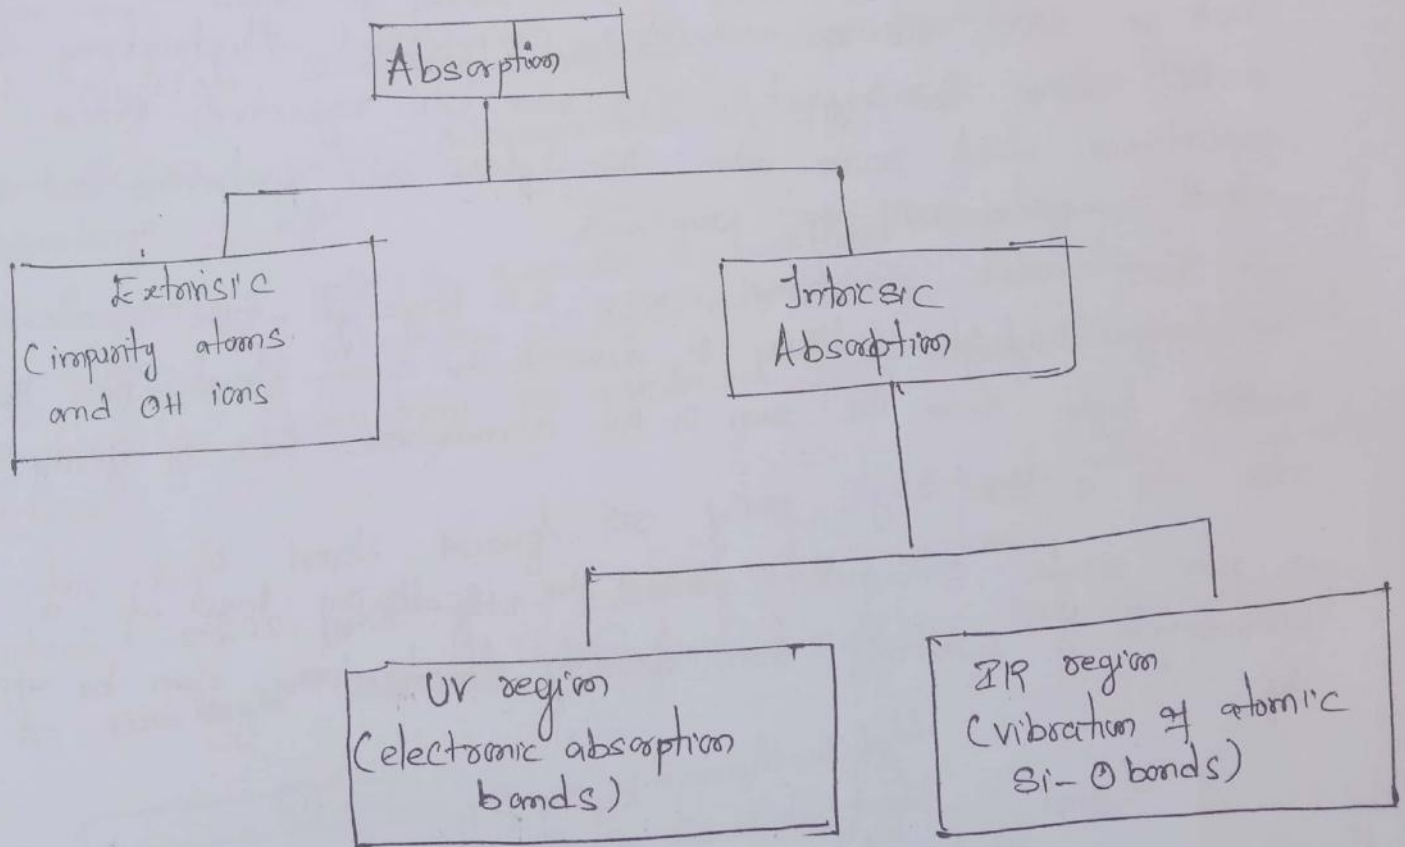 Absorption
Extrinsic
(impurity atoms
and OH ions
Intricsic
Absorption
UV region
(electronic absorption
bands)
IR region
(vibration of atomic
Si-O bonds)